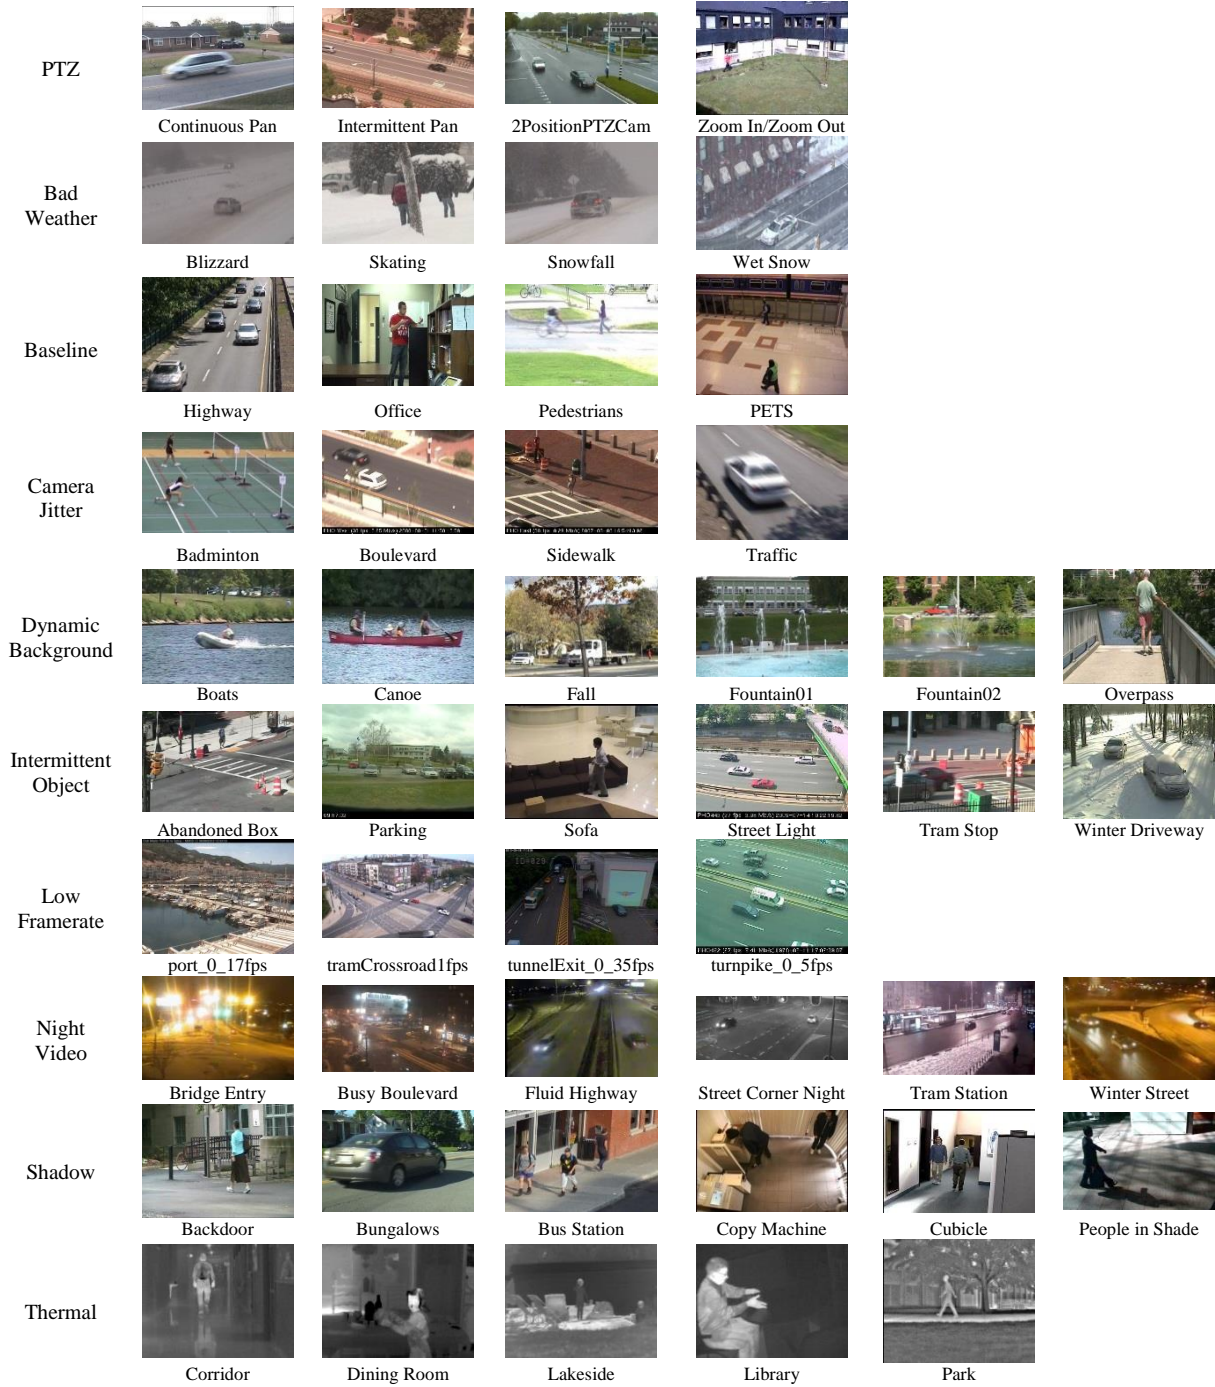 PTZ
Continuous Pan
Intermittent Pan
2PositionPTZCam
Zoom In/Zoom Out
Bad
Weather
Blizzard
Skating
Snowfall
Wet Snow
Baseline
Highway
Office
Pedestrians
PETS
Camera
Jitter
Badminton
Boulevard
Sidewalk
Traffic
Dynamic
Background
Boats
Canoe
Fall
Fountain01
Fountain02
Overpass
Intermittent
Object
Abandoned Box
Parking
Sofa
Street Light
Tram Stop
Winter Driveway
Low
Framerate
port_0_17fps
tramCrossroad1fps
tunnelExit_0_35fps
turnpike_0_5fps
Night
Video
Bridge Entry
Busy Boulevard
Fluid Highway
Street Corner Night
Tram Station
Winter Street
Shadow
Backdoor
Bungalows
Bus Station
Copy Machine
Cubicle
People in Shade
Thermal
Corridor
Dining Room
Lakeside
Library
Park